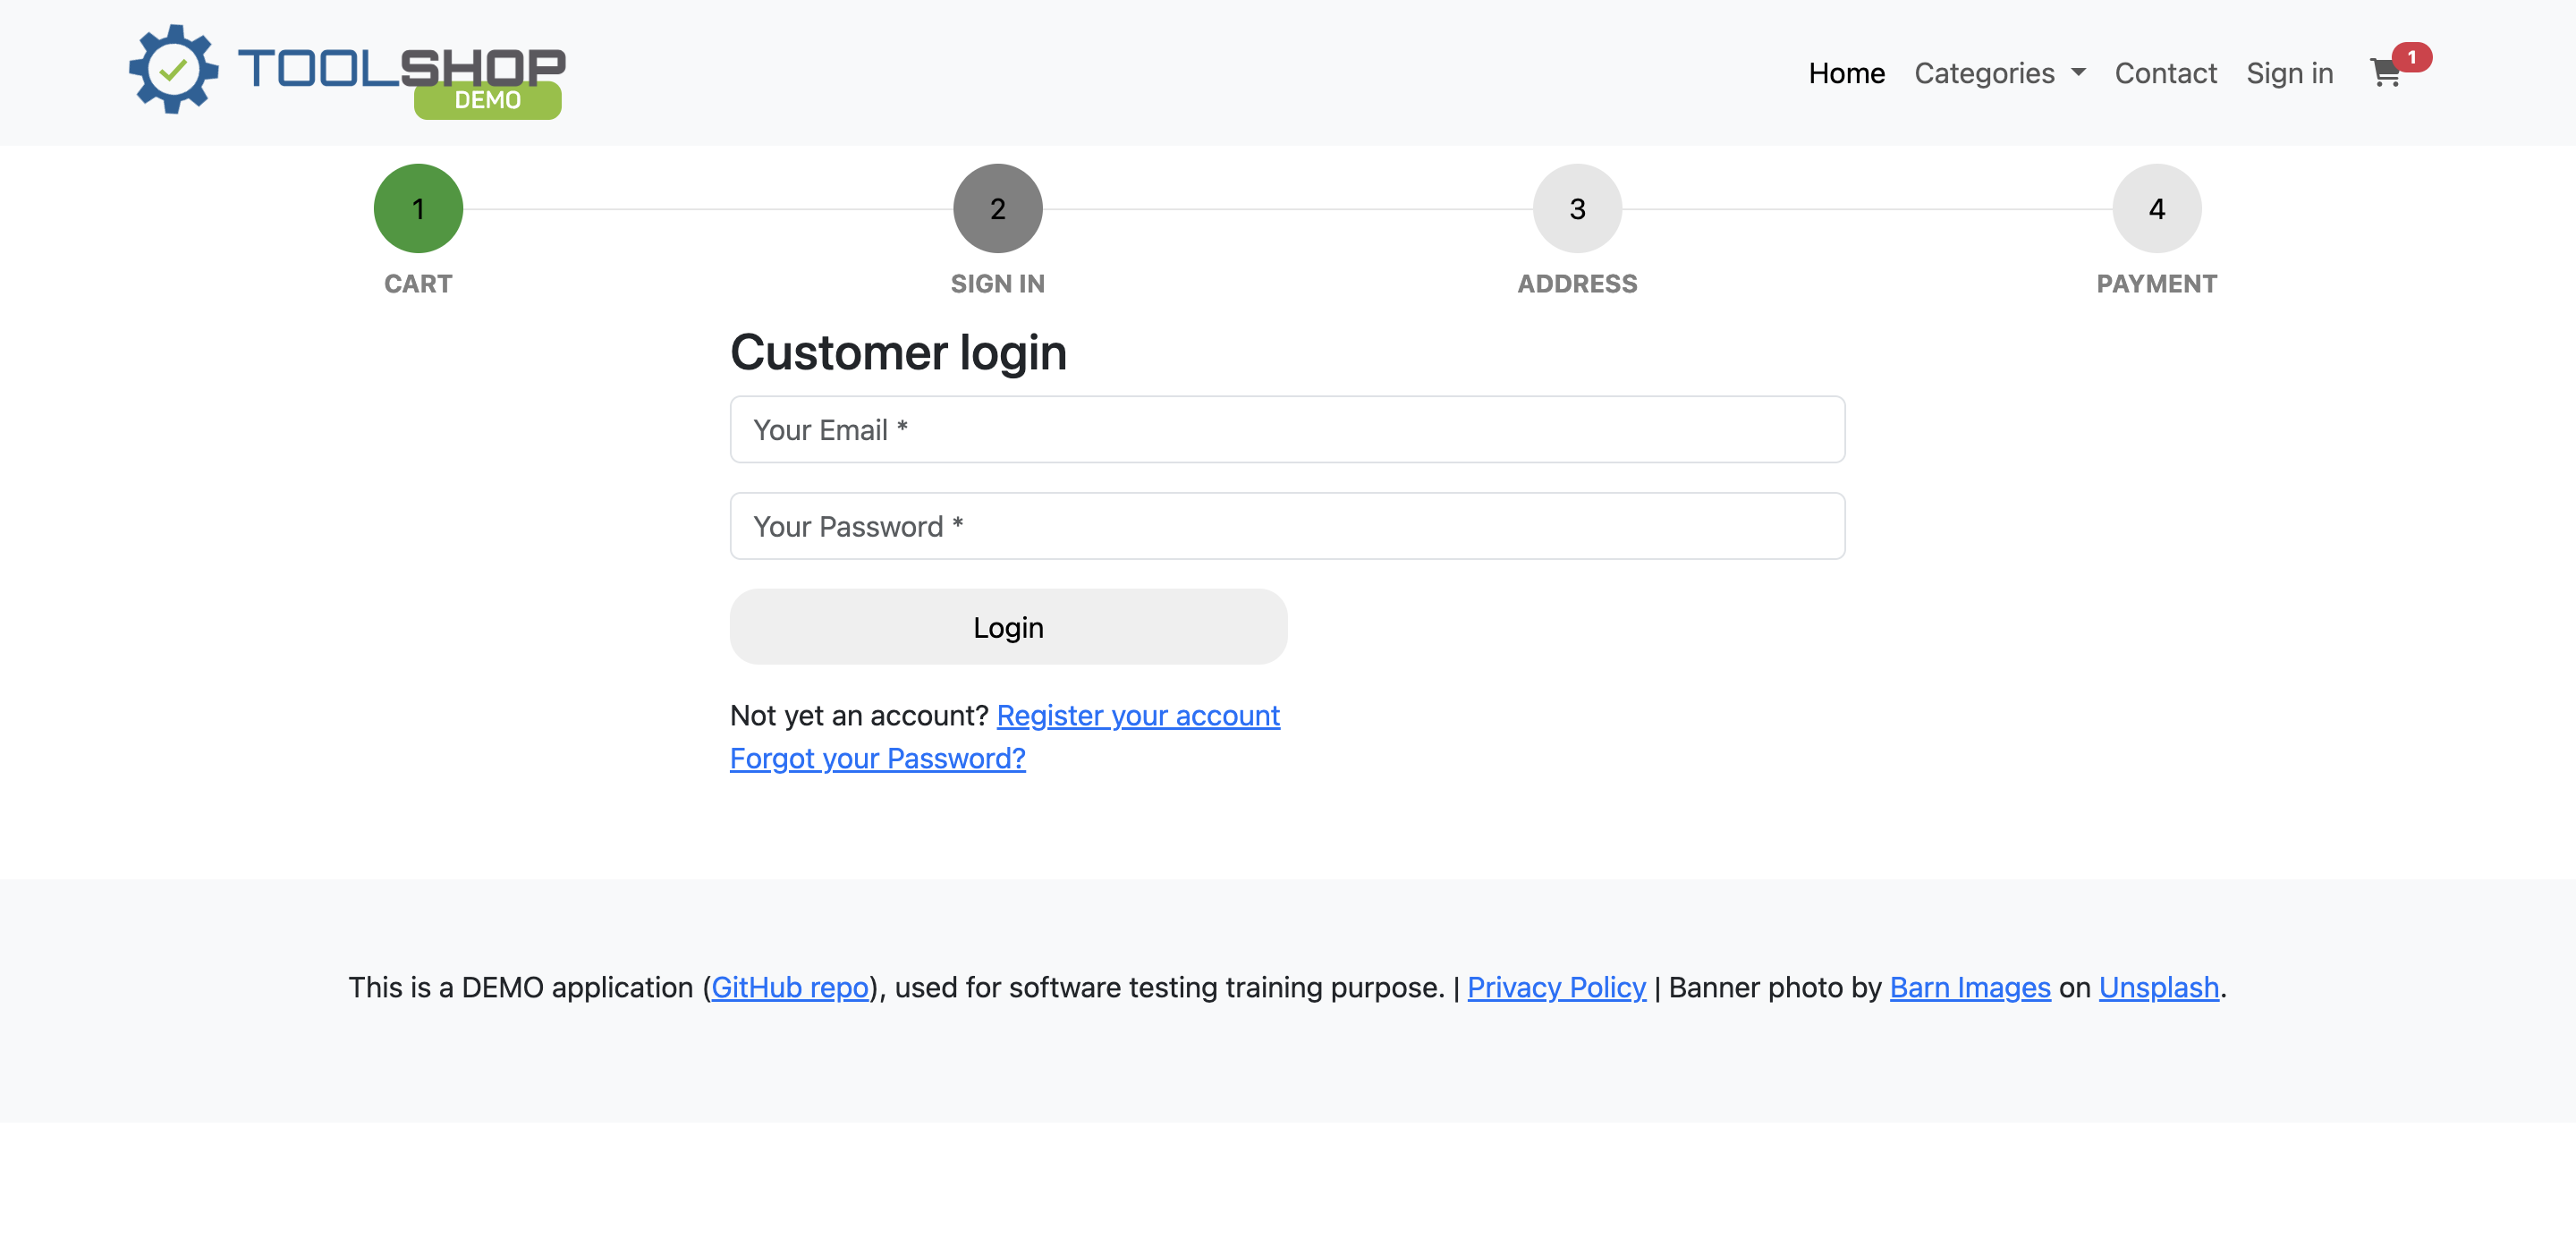 TOOLSHOP
DEMO
Home Categories Contact Sign in 1
1 2 3 4
CART SIGN IN ADDRESS PAYMENT
Customer login
Your Email *
Your Password *
Login
Not yet an account? Register your account
Forgot your Password?
This is a DEMO application (GitHub repo), used for software testing training purpose. | Privacy Policy | Banner photo by Barn Images on Unsplash.